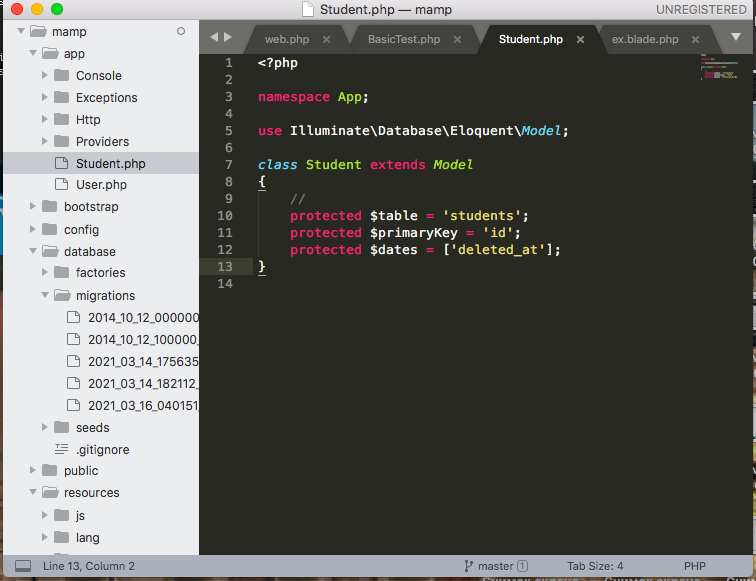 Student.php — mamp
UNREGISTERED
mamp
app
Console
Exceptions
Http
Providers
Student.php
User.php
bootstrap
config
database
factories
migrations
2014_10_12_000000
2014_10_12_100000_
2021_03_14_175635
2021_03_14_182112_
2021_03_16_040151
seeds
.gitignore
public
resources
js
lang
web.php ×
BasicTest.php ×
Student.php ×
ex.blade.php ×
1 <?php
2
3 namespace App;
4
5 use Illuminate\Database\Eloquent\Model;
6
7 class Student extends Model
8 {
9 //
10 protected $table = 'students';
11 protected $primaryKey = 'id';
12 protected $dates = ['deleted_at'];
13 }
14
Line 13, Column 2
master 1
Tab Size: 4
PHP